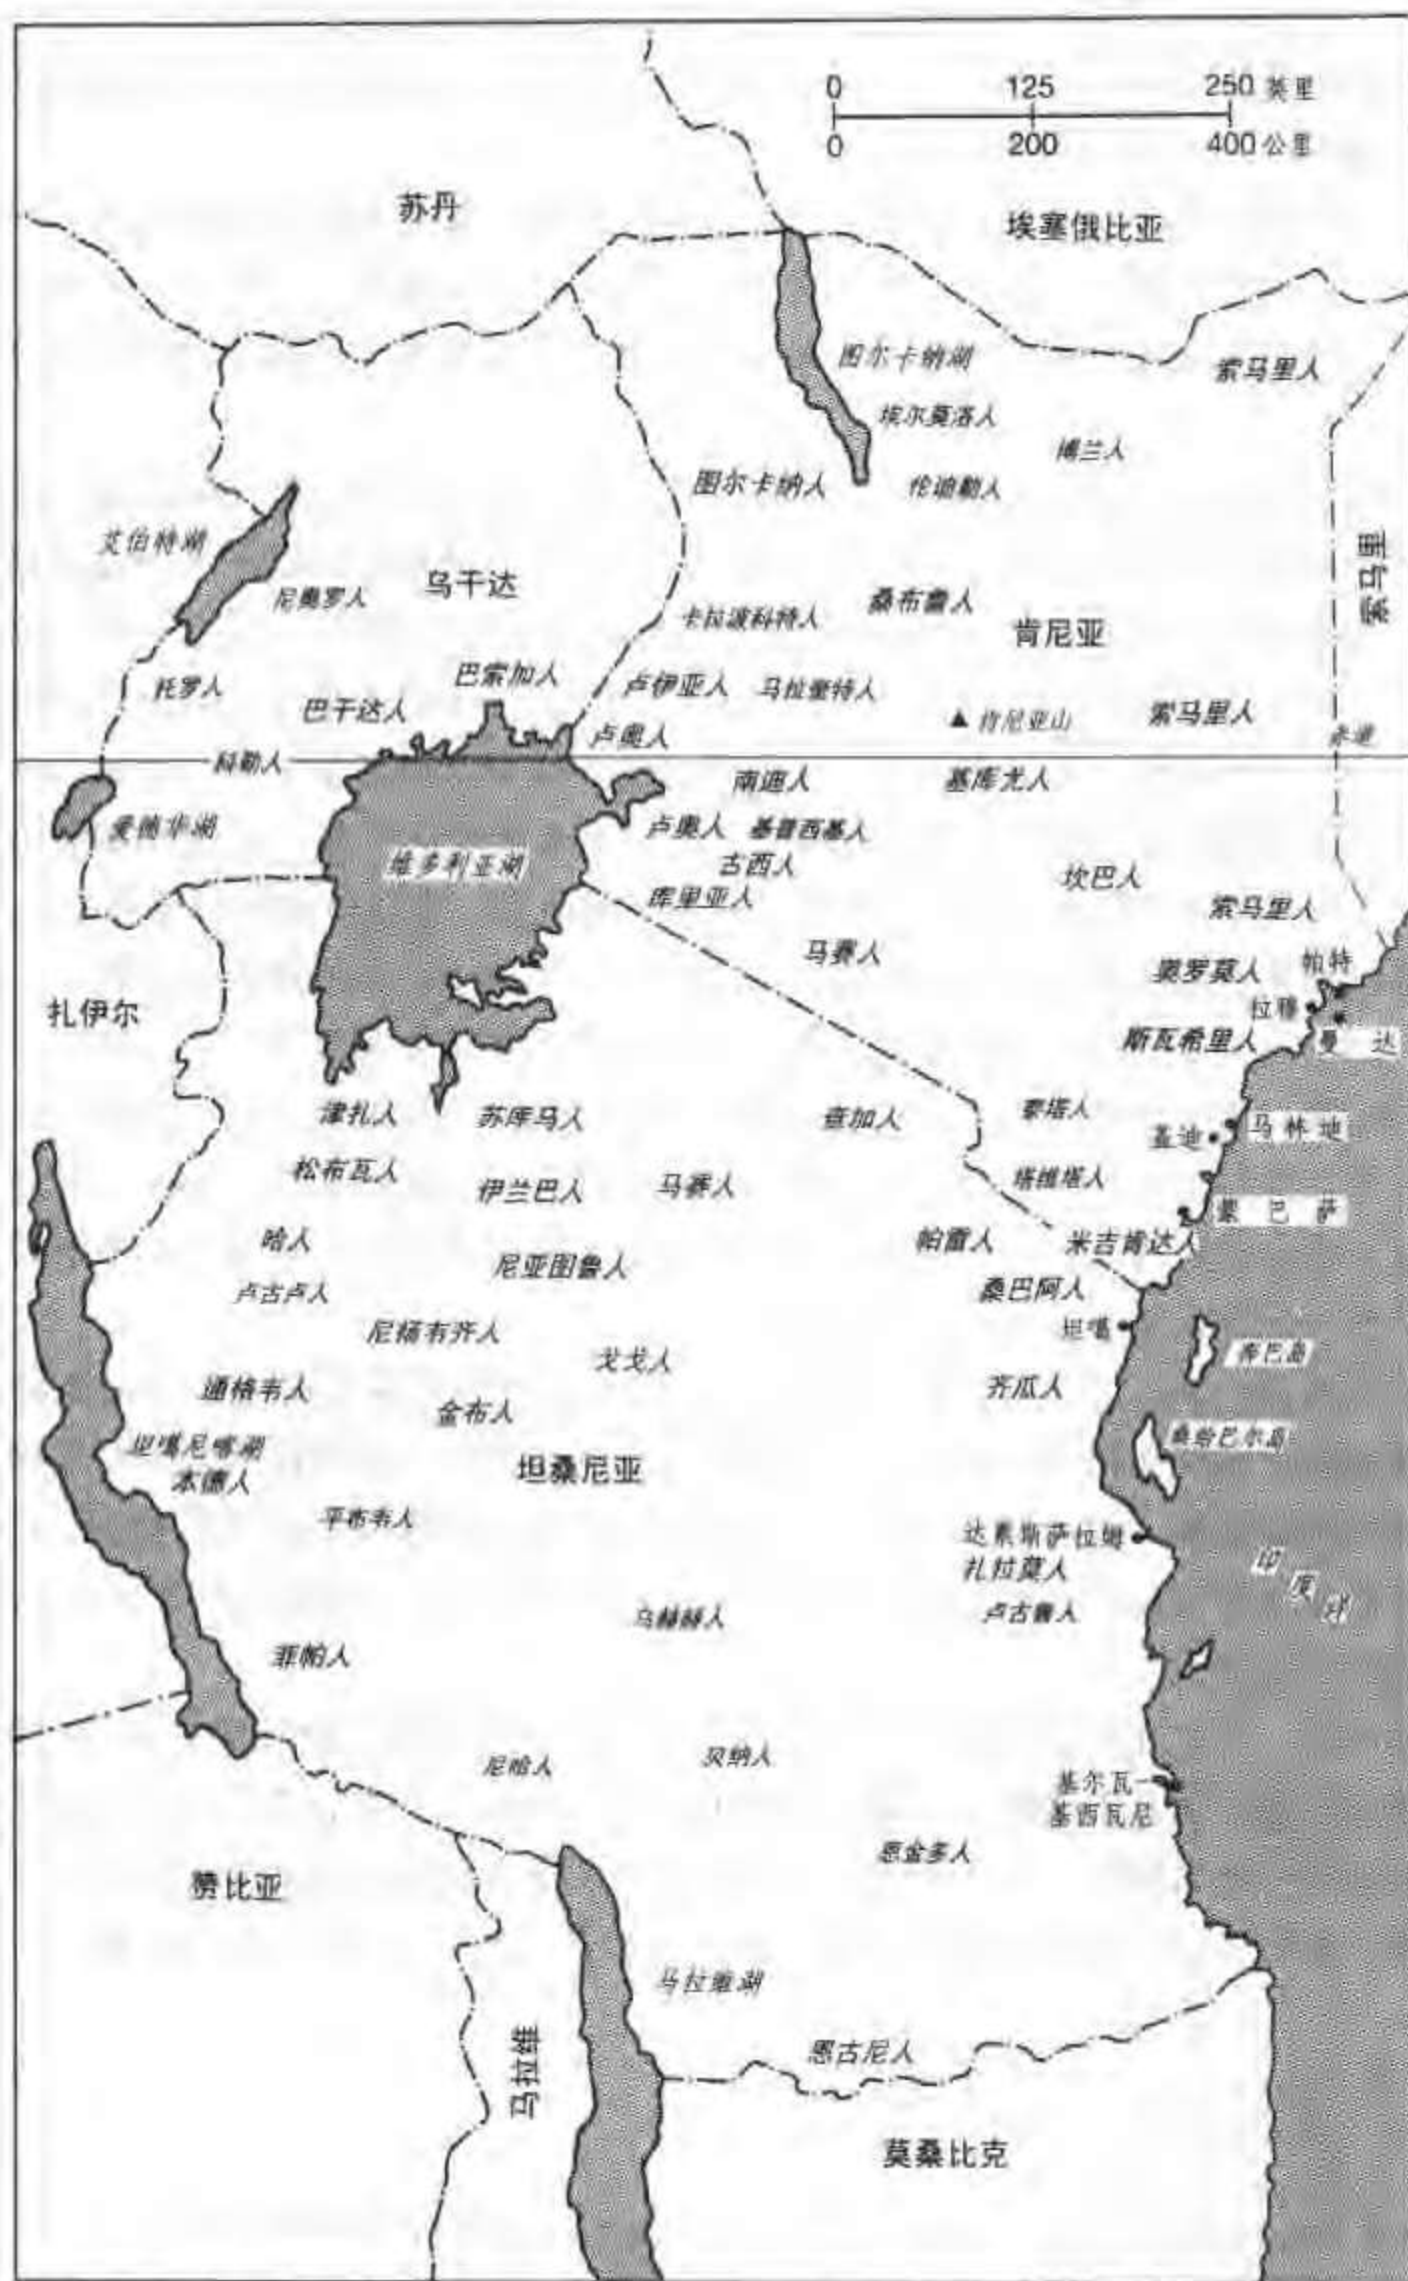 0 125 250 英里
0 200 400 公里
苏丹
埃塞俄比亚
图尔卡纳湖
索马里人
埃尔莫洛人
博兰人
图尔卡纳人
伦迪勒人
索马里
艾伯特湖
尼奥罗人
乌干达
卡拉波科特人
桑布鲁人
肯尼亚
托罗人
巴索加人
卢伊亚人
马拉奎特人
巴干达人
肯尼亚山
索马里人
卢奥人
赤道
科勒人
南迪人
基库尤人
爱德华湖
卢奥人
基普西基人
维多利亚湖
古西人
坎巴人
库里亚人
索马里人
马赛人
奥罗莫人
帕特
扎伊尔
拉穆
斯瓦希里人
曼达
津扎人
苏库马人
查加人
泰塔人
盖迪
马林迪
松布瓦人
伊兰巴人
马赛人
塔维塔人
蒙巴萨
哈人
帕雷人
米吉肯达人
尼亚图鲁人
卢古卢人
桑巴阿人
尼扬韦齐人
坦噶
戈戈人
奔巴岛
通格韦人
齐瓜人
金布人
坦噶尼喀湖
桑给巴尔岛
本德人
坦桑尼亚
平布韦人
达累斯萨拉姆
扎拉莫人
印度洋
乌赫赫人
卢古鲁人
菲帕人
尼哈人
贝纳人
基尔瓦
基西瓦尼
恩金多人
赞比亚
马拉维湖
马拉维
恩古尼人
莫桑比克